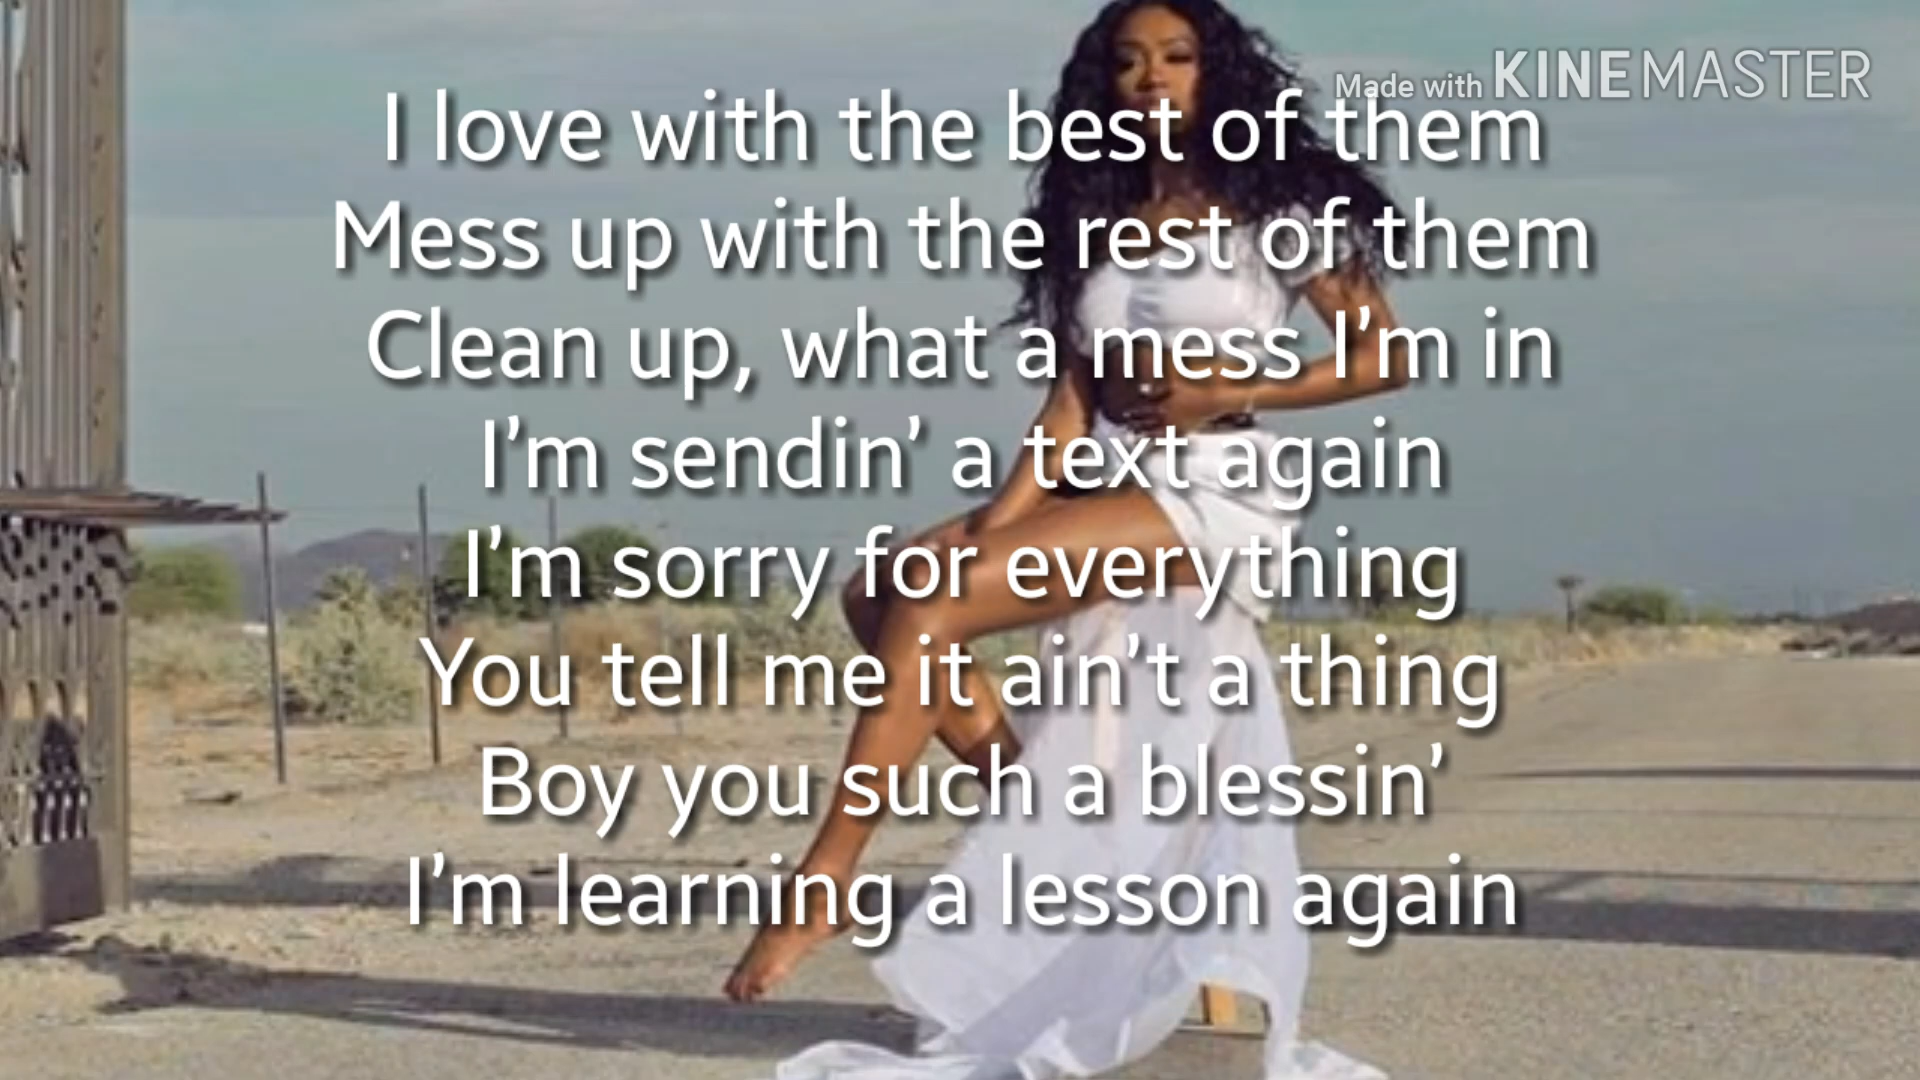 Made with KINEMASTER
I love with the best of them
Mess up with the rest of them
Clean up, what a mess I'm in
I'm sendin' a text again
I'm sorry for everything
You tell me it ain't a thing
Boy you such a blessin'
I'm learning a lesson again